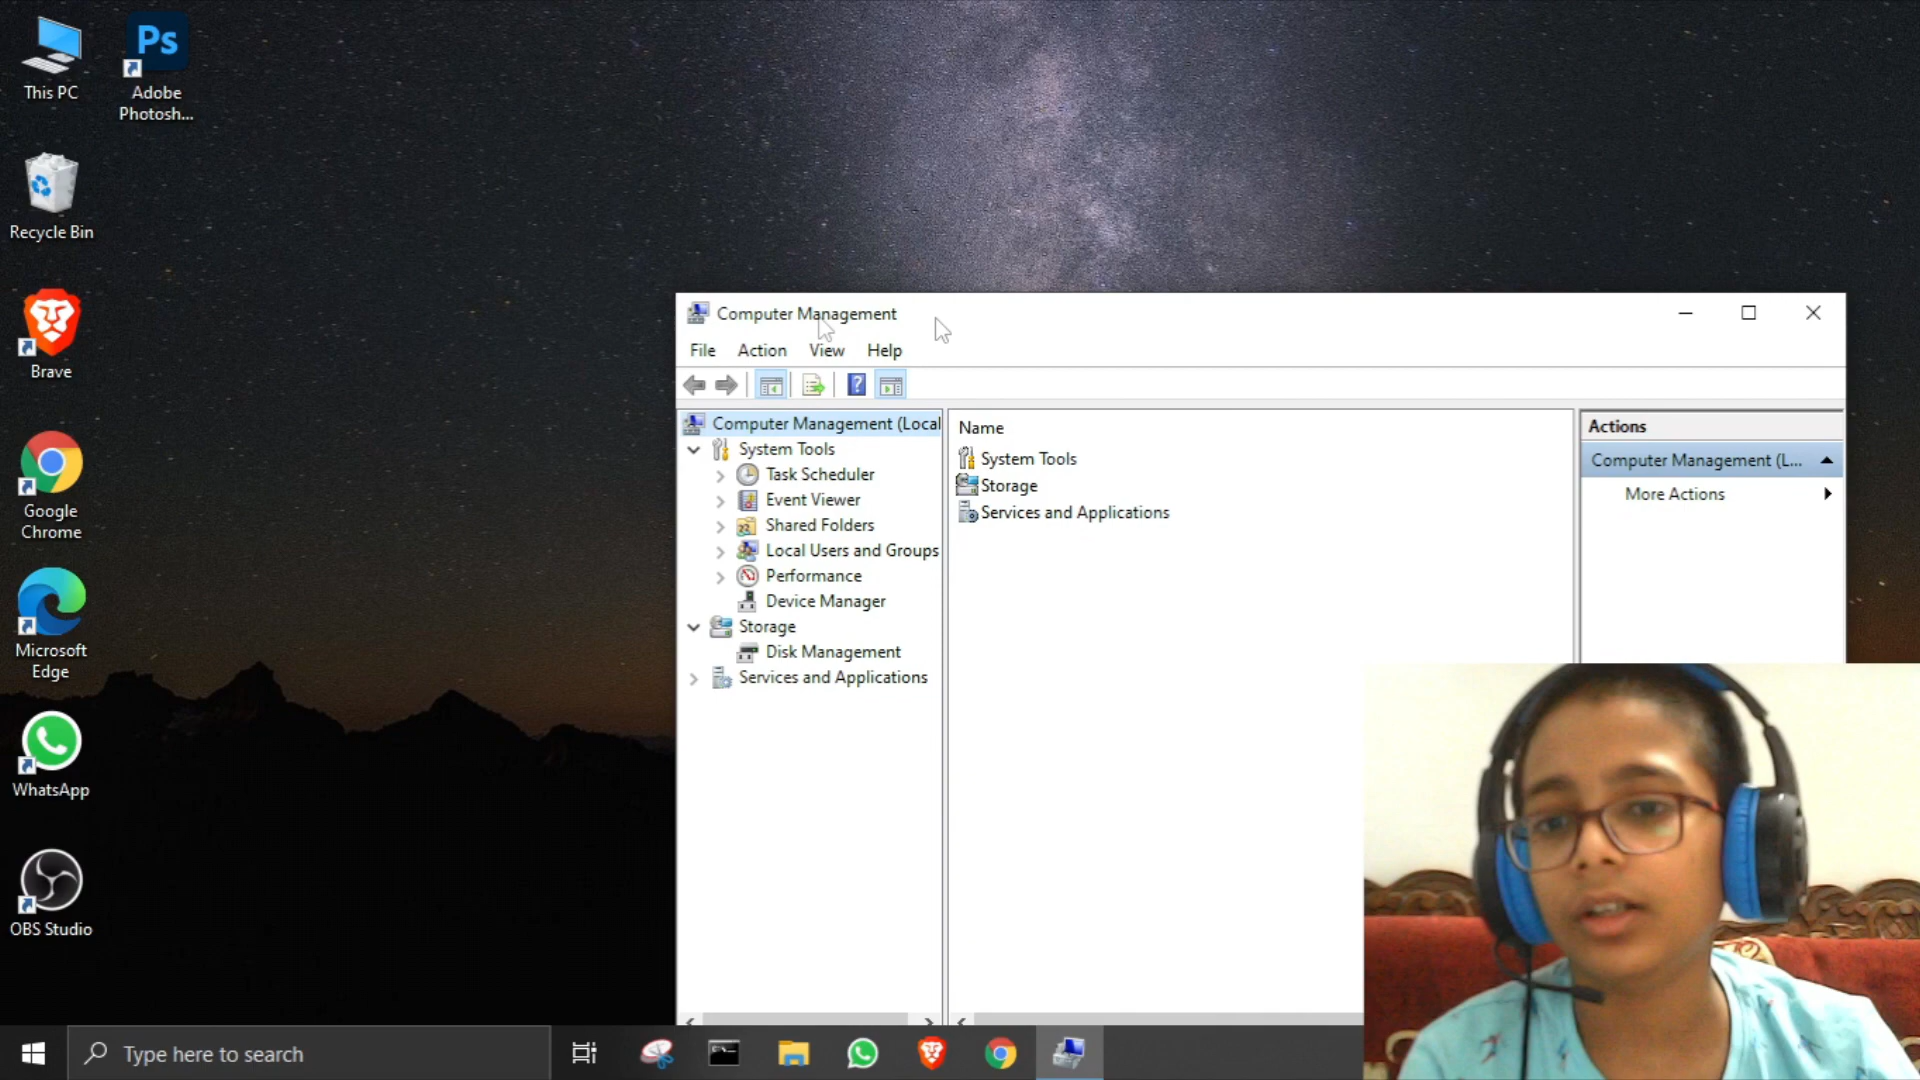 This PC
Ps
Adobe
Photosh...
Recycle Bin
Brave
Google
Chrome
Microsoft
Edge
WhatsApp
OBS Studio
Computer Management
File Action View Help
?
Computer Management (Local
System Tools
Task Scheduler
Event Viewer
Shared Folders
Local Users and Groups
Performance
Device Manager
Storage
Disk Management
Services and Applications
Name
System Tools
Storage
Services and Applications
Actions
Computer Management (L...
More Actions
Type here to search